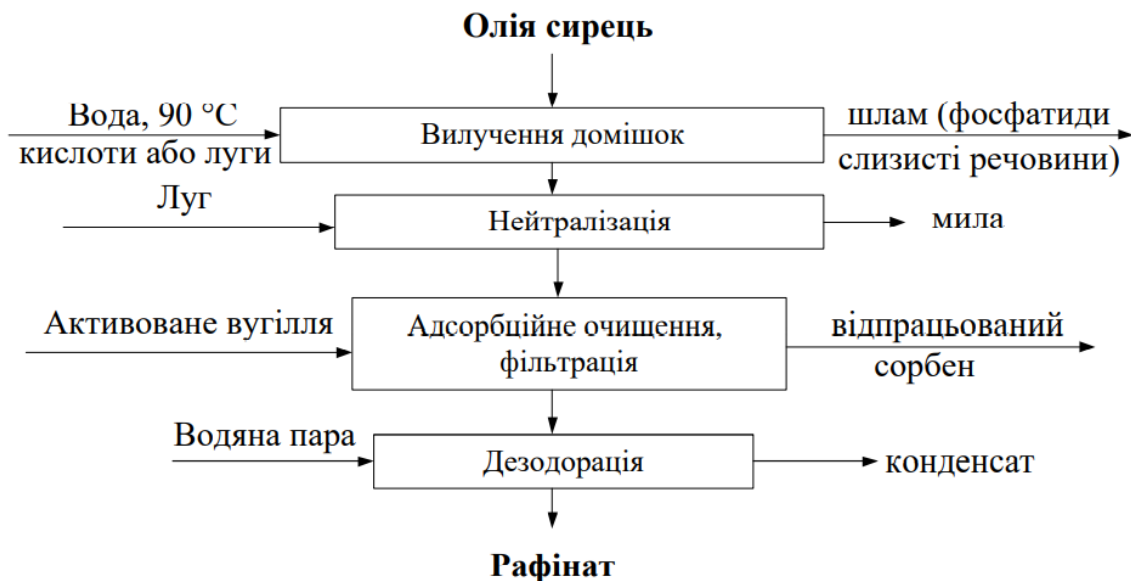 Олія сирець
Вода, 90 °C
кислоти або луги
Вилучення домішок
шлам (фосфатиди
слизисті речовини)
Луг
Нейтралізація
мила
Активоване вугілля
Адсорбційне очищення,
фільтрація
відпрацьований
сорбен
Водяна пара
Дезодорація
конденсат
Рафінат